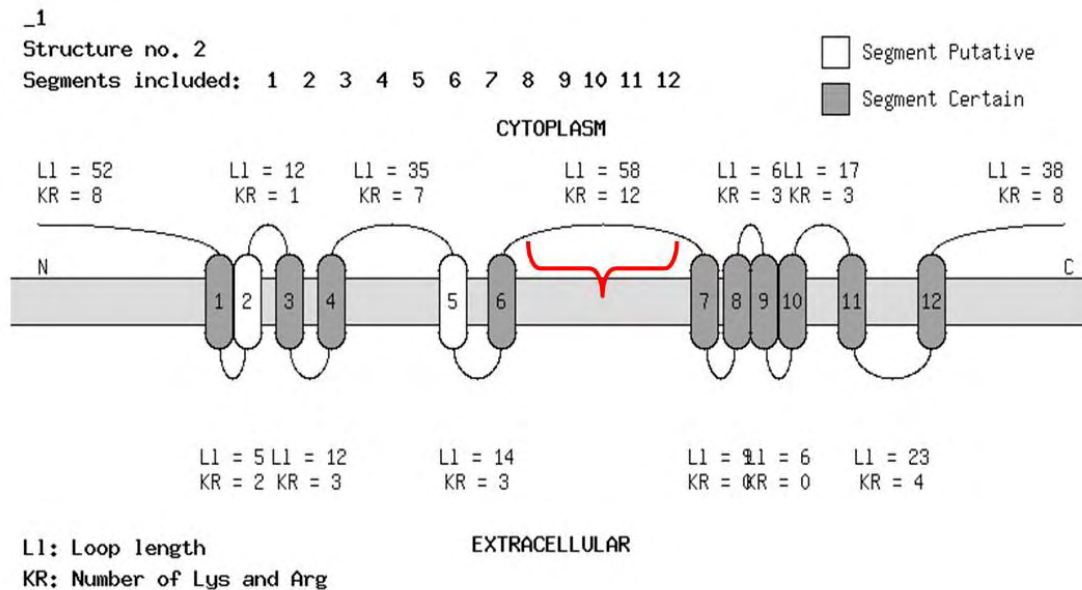 _1
Structure no. 2
Segments included: 1 2 3 4 5 6 7 8 9 10 11 12
Segment Putative
Segment Certain
CYTOPLASM
Ll = 52
KR = 8
Ll = 12
KR = 1
Ll = 35
KR = 7
Ll = 58
KR = 12
Ll = 6
KR = 3
Ll = 17
KR = 3
Ll = 38
KR = 8
N
C
1 2 3 4 5 6 7 8 9 10 11 12
Ll = 5
KR = 2
Ll = 12
KR = 3
Ll = 14
KR = 3
Ll = 9
KR = 0
Ll = 6
KR = 0
Ll = 23
KR = 4
Ll: Loop length
EXTRACELLULAR
KR: Number of Lys and Arg